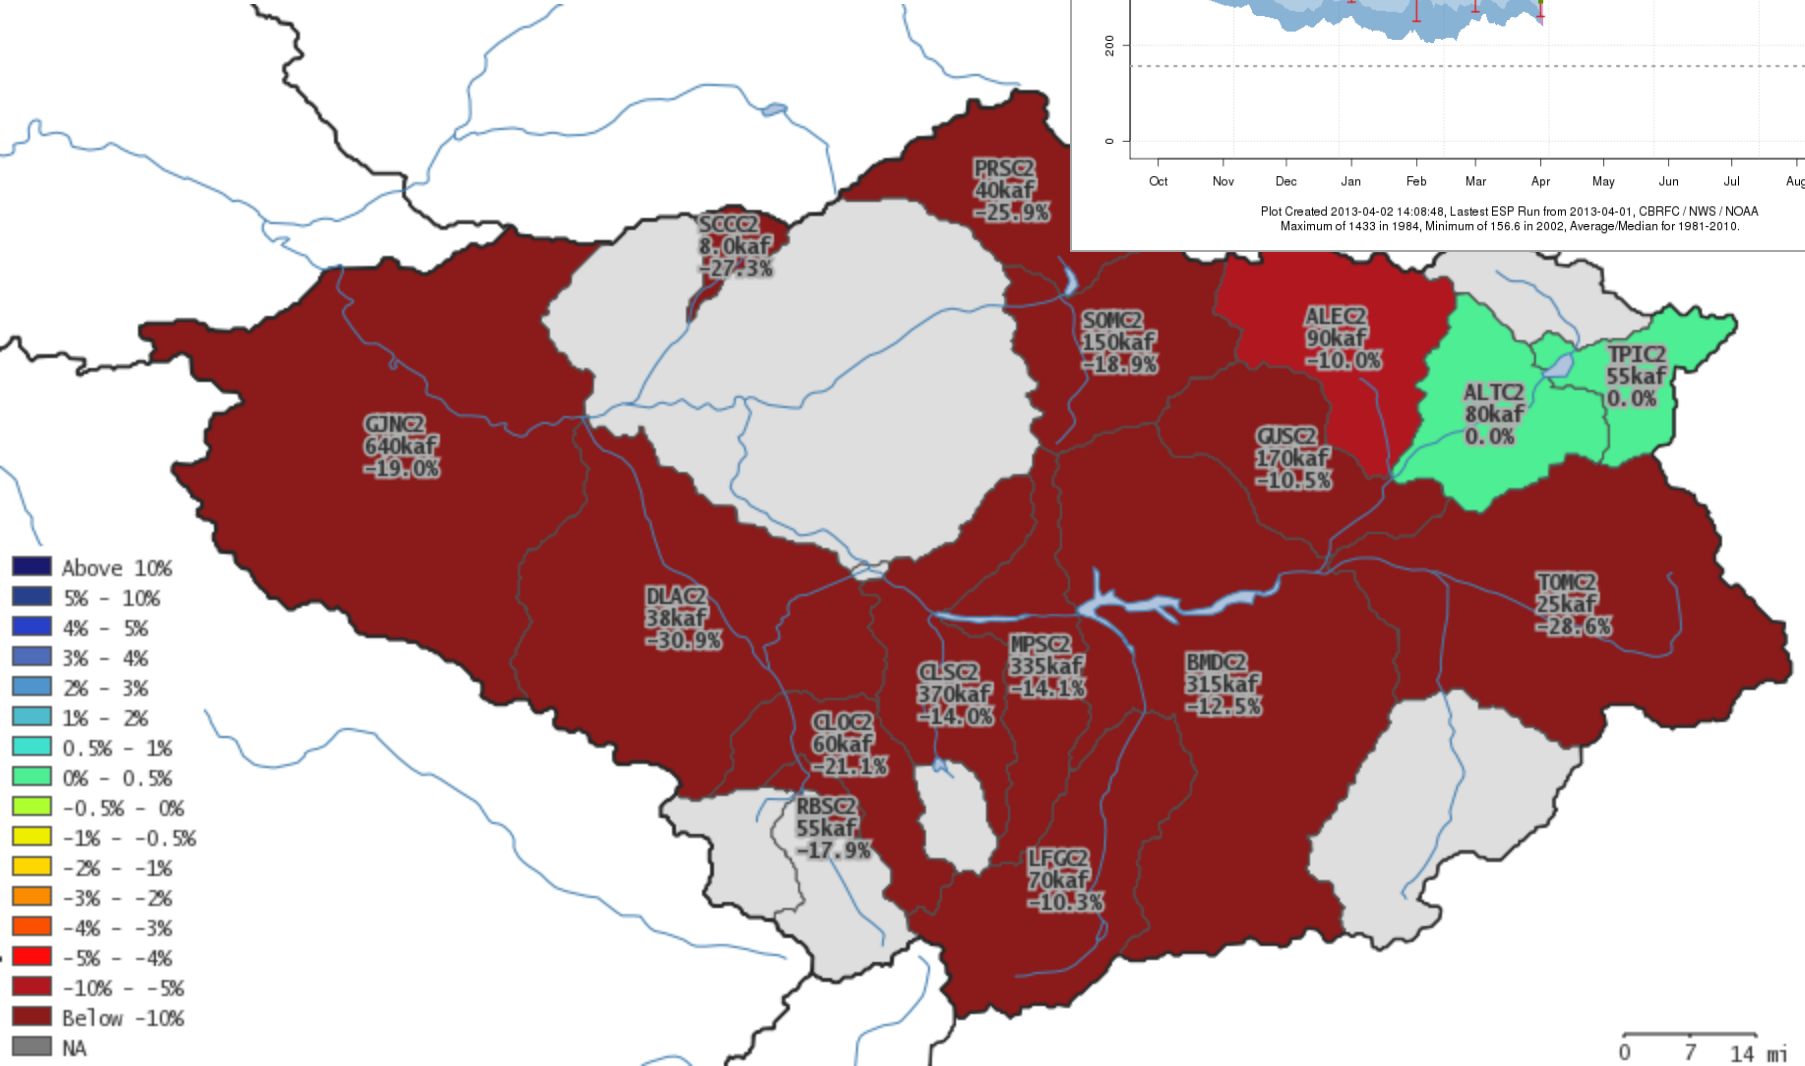 200
0
Oct Nov Dec Jan Feb Mar Apr May Jun Jul Aug
Plot Created 2013-04-02 14:08:48, Lastest ESP Run from 2013-04-01, CBRFC / NWS / NOAA
Maximum of 1433 in 1984, Minimum of 156.6 in 2002, Average/Median for 1981-2010.
PRSC2
40kaf
-25.9%
SCCC2
8.0kaf
-27.3%
SOMC2
150kaf
-18.9%
ALEC2
90kaf
-10.0%
TPIC2
55kaf
0.0%
ALTC2
80kaf
0.0%
GJNC2
640kaf
-19.0%
GUSC2
170kaf
-10.5%
DLAC2
38kaf
-30.9%
TOMC2
25kaf
-28.6%
MPSC2
335kaf
-14.1%
BMDC2
315kaf
-12.5%
CLSC2
370kaf
-14.0%
CLOC2
60kaf
-21.1%
RBSC2
55kaf
-17.9%
LFGC2
70kaf
-10.3%
Above 10%
5% - 10%
4% - 5%
3% - 4%
2% - 3%
1% - 2%
0.5% - 1%
0% - 0.5%
-0.5% - 0%
-1% - -0.5%
-2% - -1%
-3% - -2%
-4% - -3%
-5% - -4%
-10% - -5%
Below -10%
NA
0 7 14 mi